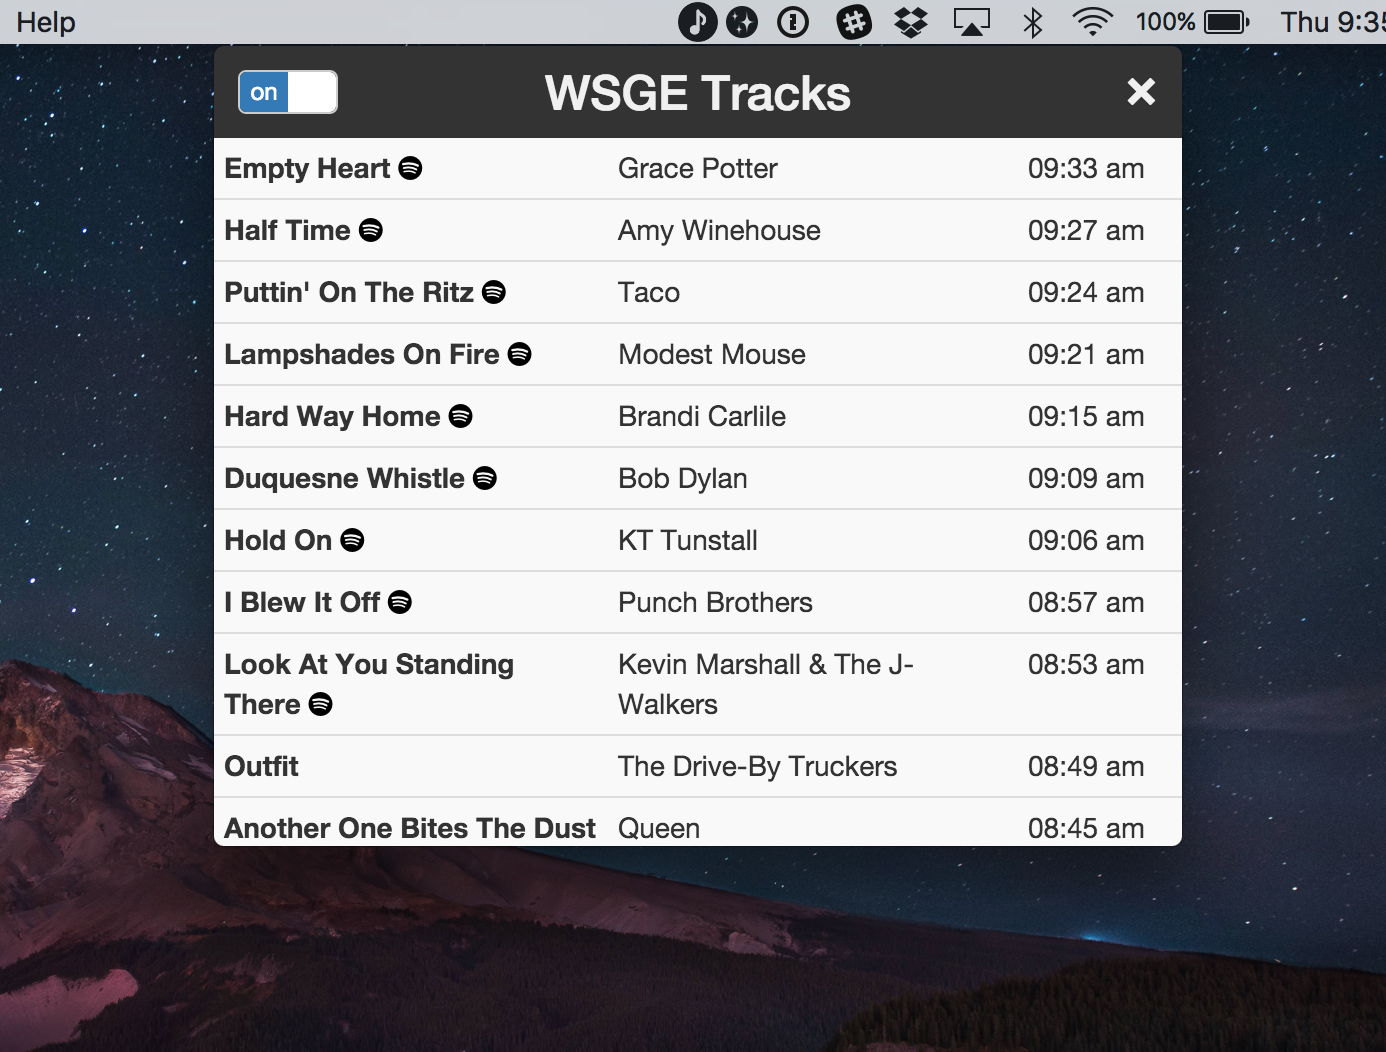 Help 100% Thu 9:35
on WSGE Tracks
Empty Heart Grace Potter 09:33 am
Half Time Amy Winehouse 09:27 am
Puttin' On The Ritz Taco 09:24 am
Lampshades On Fire Modest Mouse 09:21 am
Hard Way Home Brandi Carlile 09:15 am
Duquesne Whistle Bob Dylan 09:09 am
Hold On KT Tunstall 09:06 am
I Blew It Off Punch Brothers 08:57 am
Look At You Standing Kevin Marshall & The J- 08:53 am
There Walkers
Outfit The Drive-By Truckers 08:49 am
Another One Bites The Dust Queen 08:45 am